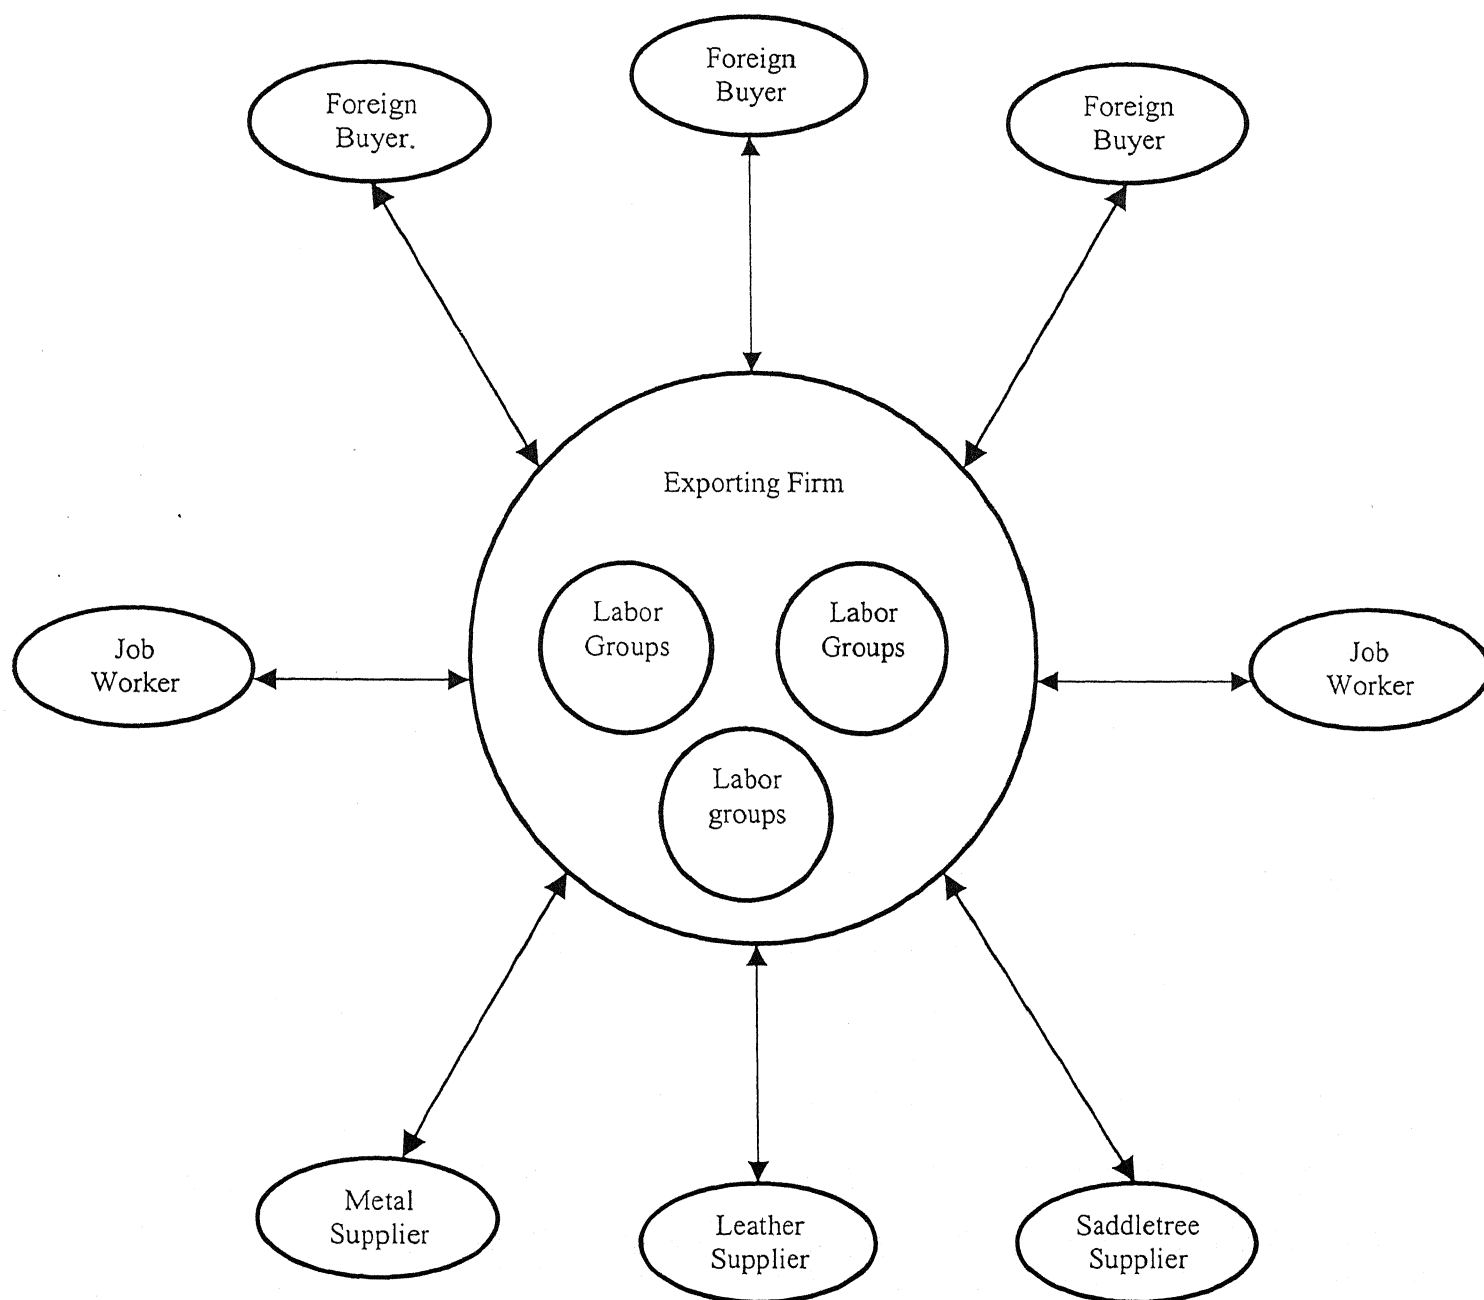 Foreign
Buyer.
Foreign
Buyer
Foreign
Buyer
Exporting Firm
Labor
Groups
Labor
Groups
Labor
groups
Job
Worker
Job
Worker
Metal
Supplier
Leather
Supplier
Saddletree
Supplier